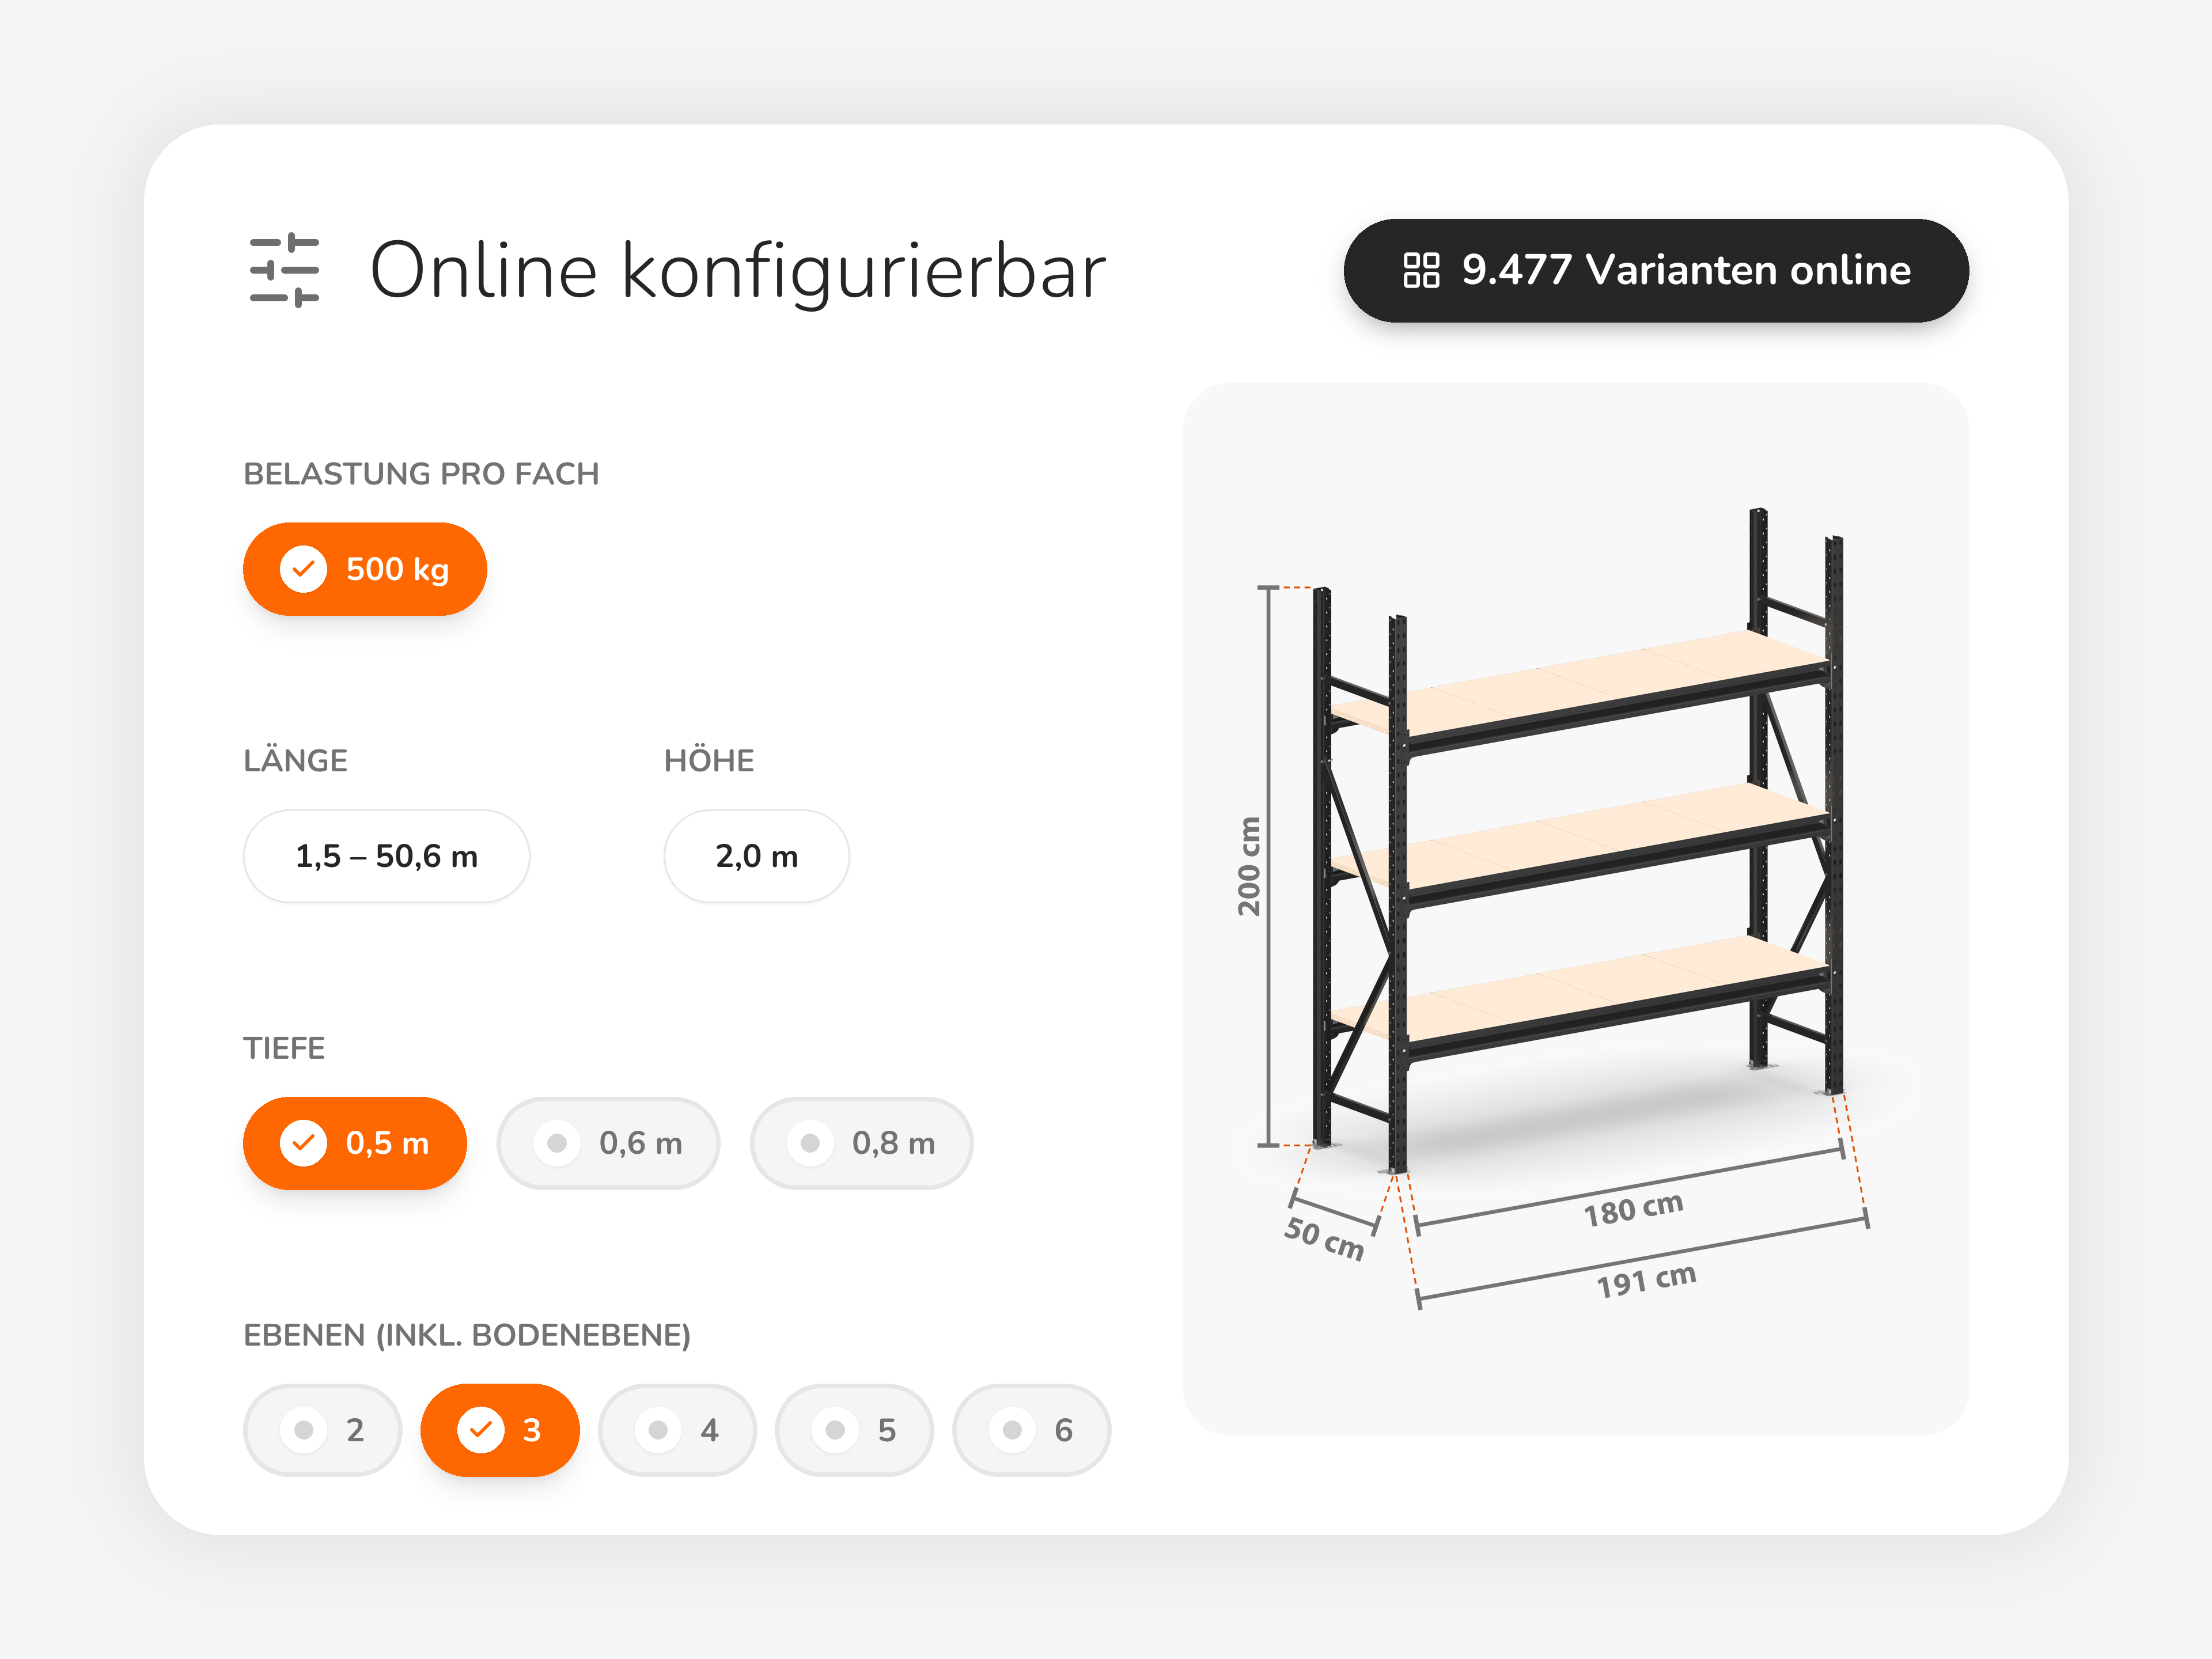 Online konfigurierbar
9.477 Varianten online
BELASTUNG PRO FACH
500 kg
LÄNGE
HÖHE
1,5 – 50,6 m
2,0 m
TIEFE
0,5 m
0,6 m
0,8 m
EBENEN (INKL. BODENEBENE)
2
3
4
5
6
200 cm
50 cm
180 cm
191 cm